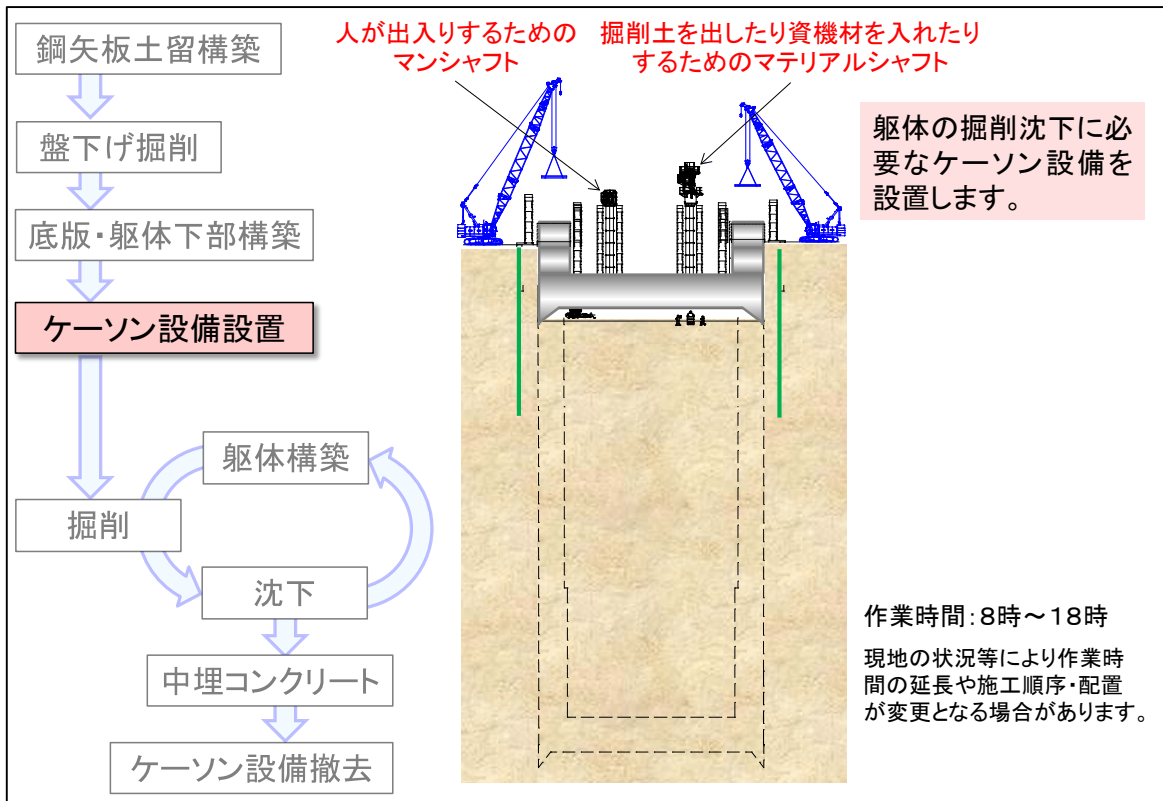 鋼矢板土留構築
盤下げ掘削
底版・躯体下部構築
ケーソン設備設置
躯体構築
掘削
沈下
中埋コンクリート
ケーソン設備撤去
人が出入りするための
マンシャフト
掘削土を出したり資機材を入れたり
するためのマテリアルシャフト
躯体の掘削沈下に必
要なケーソン設備を
設置します。
作業時間:8時～18時
現地の状況等により作業時
間の延長や施工順序・配置
が変更となる場合があります。